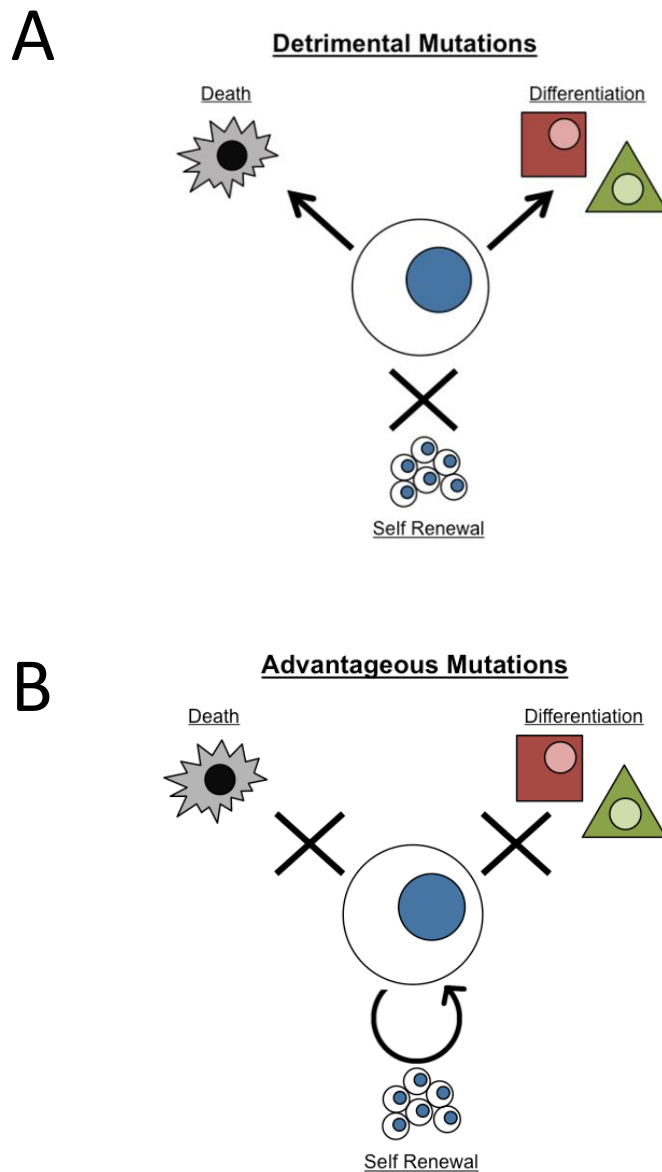 A
Detrimental Mutations
Death
Differentiation
Self Renewal
B
Advantageous Mutations
Death
Differentiation
Self Renewal